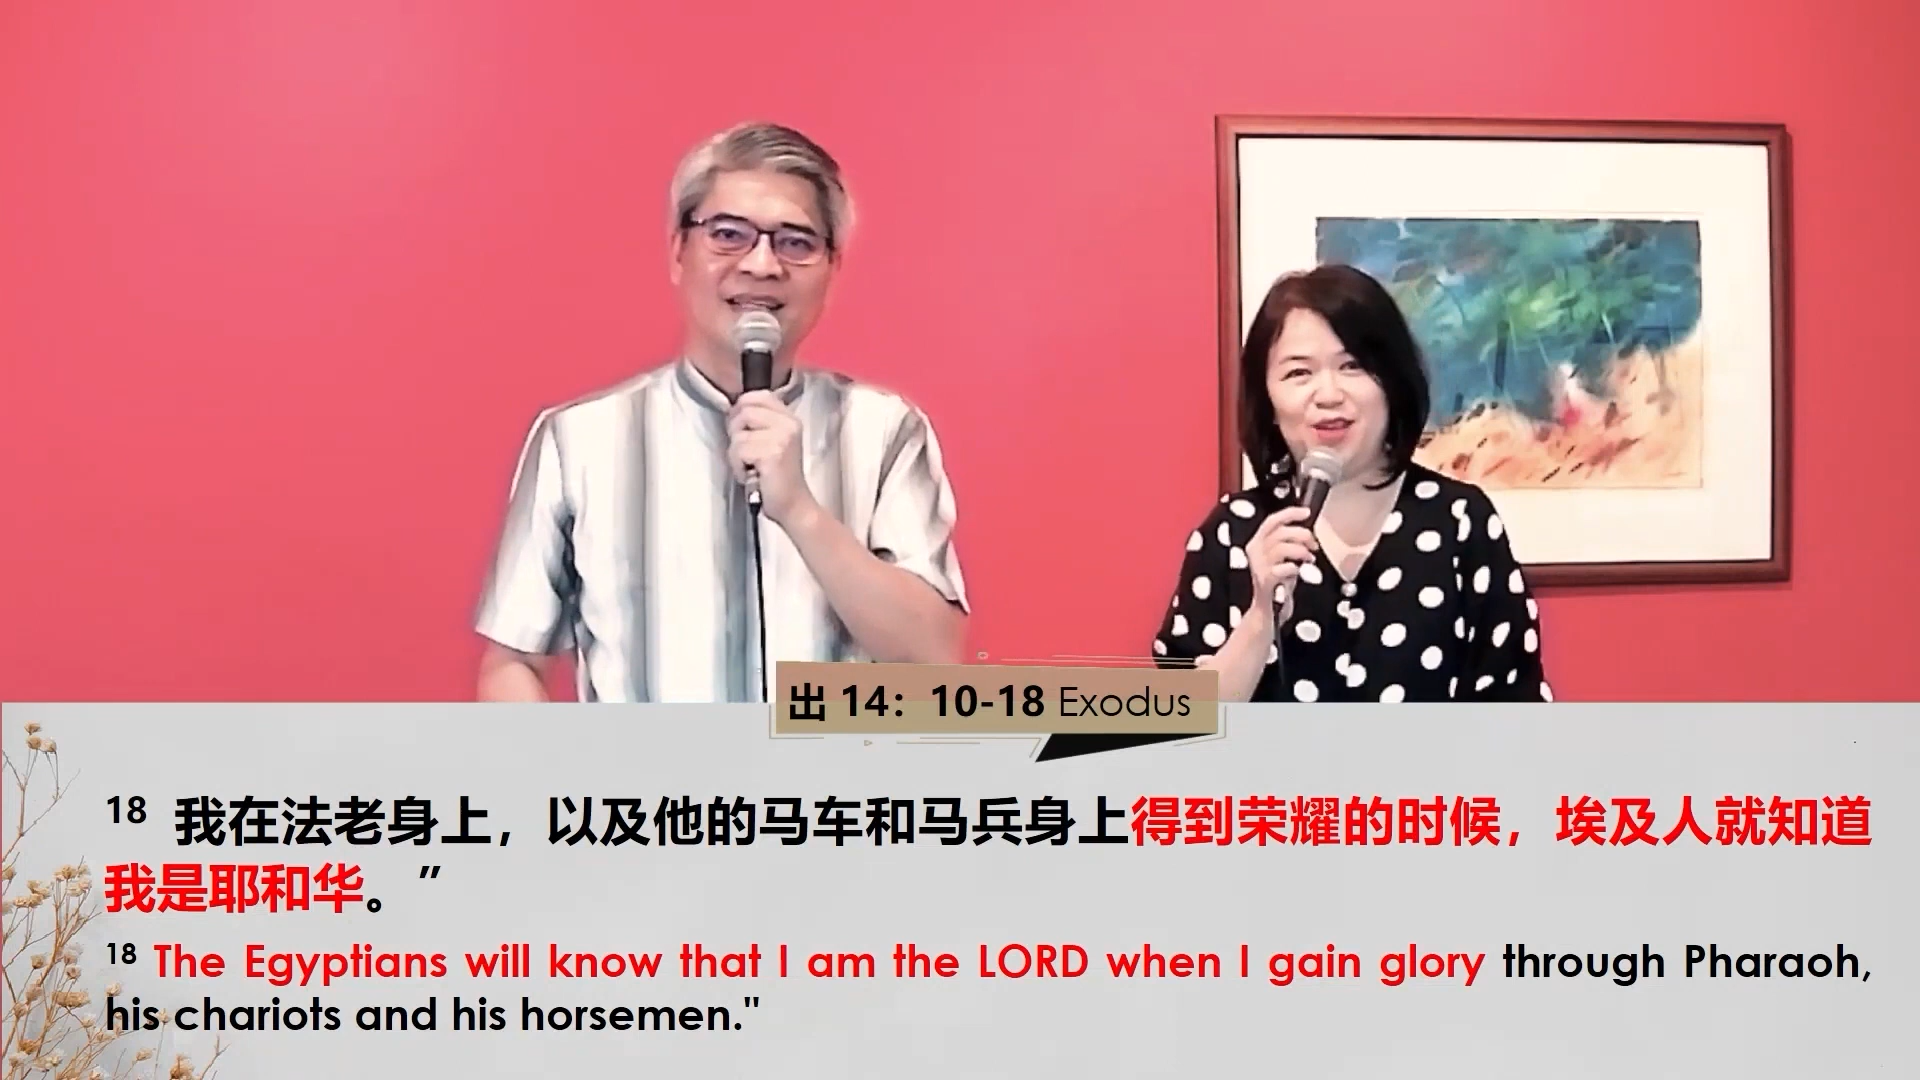 出 14：10-18 Exodus
18 我在法老身上，以及他的马车和马兵身上得到荣耀的时候，埃及人就知道
我是耶和华。”
18 The Egyptians will know that I am the LORD when I gain glory through Pharaoh,
his chariots and his horsemen."